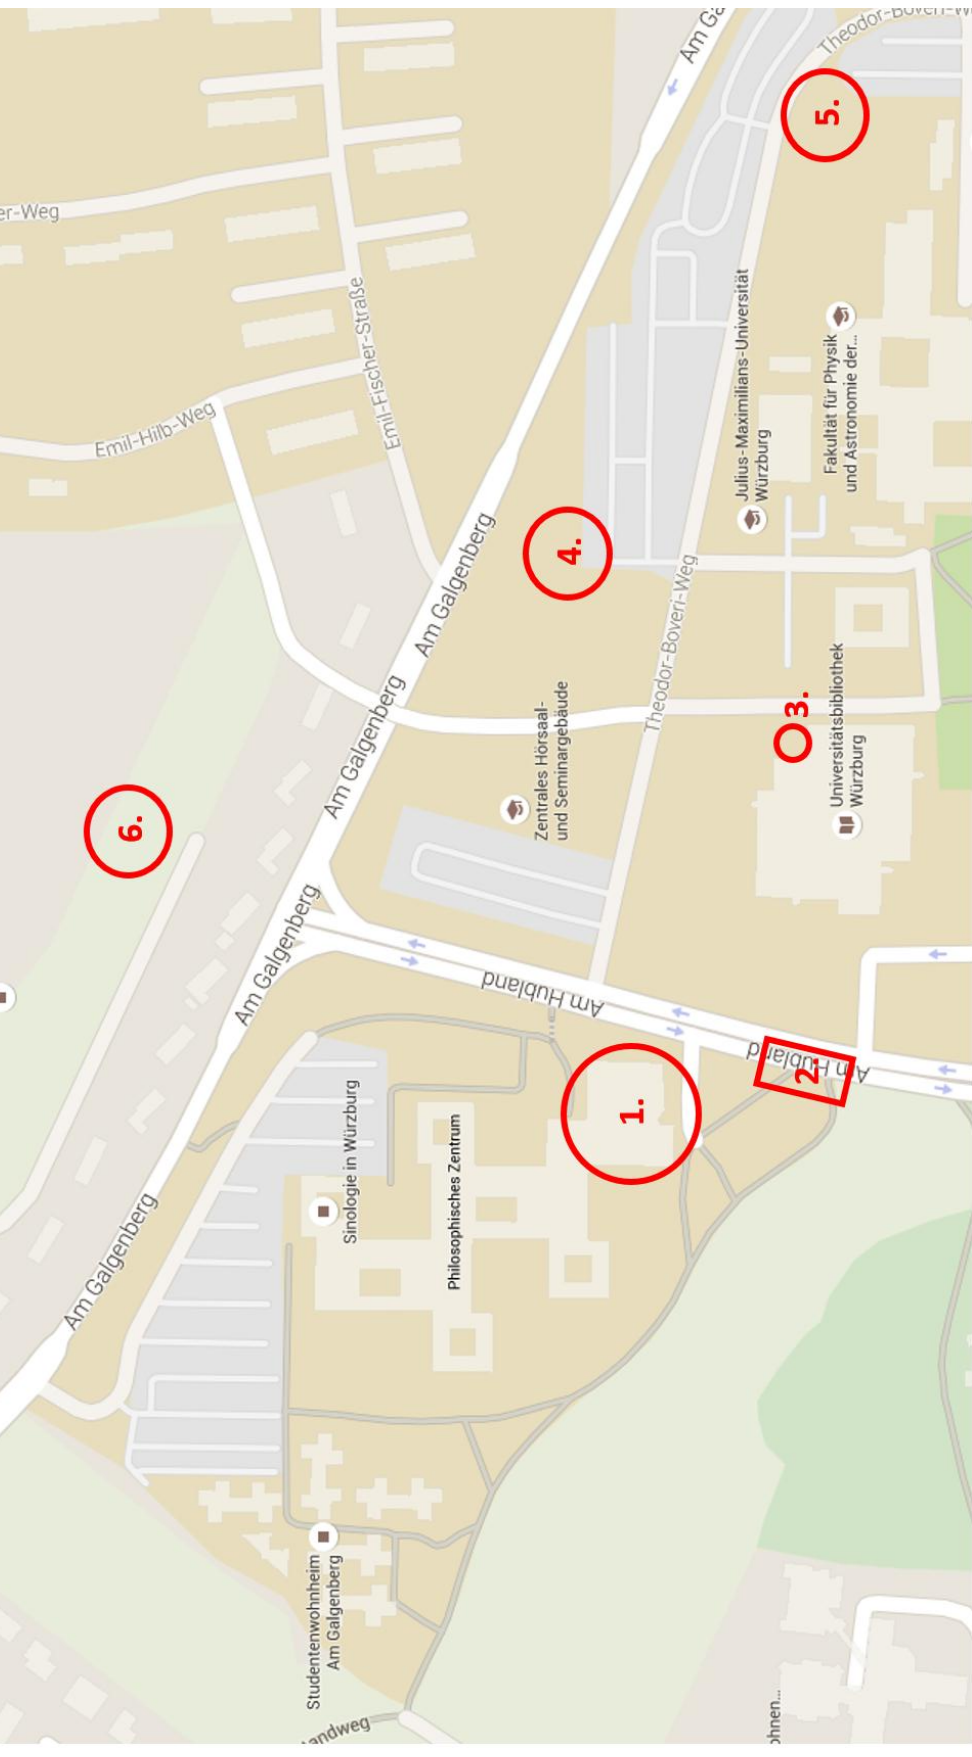 Am Ga
Theodor-Boveri-W
er-Weg
Emil-Fischer-Straße
Emil-Hilb-Weg
5.
Julius-Maximilians-Universität
Würzburg
Fakultät für Physik
und Astronomie der...
Am Galgenberg
4.
Theodor-Boveri-Weg
Zentrales Hörsaal-
und Seminargebäude
3.
Universitätsbibliothek
Würzburg
Am Galgenberg
6.
Am Galgenberg
Am Hubland
Am Hubland
2.
1.
Sinologie in Würzburg
Philosophisches Zentrum
Am Galgenberg
Studentenwohnheim
Am Galgenberg
andweg
ohnen...